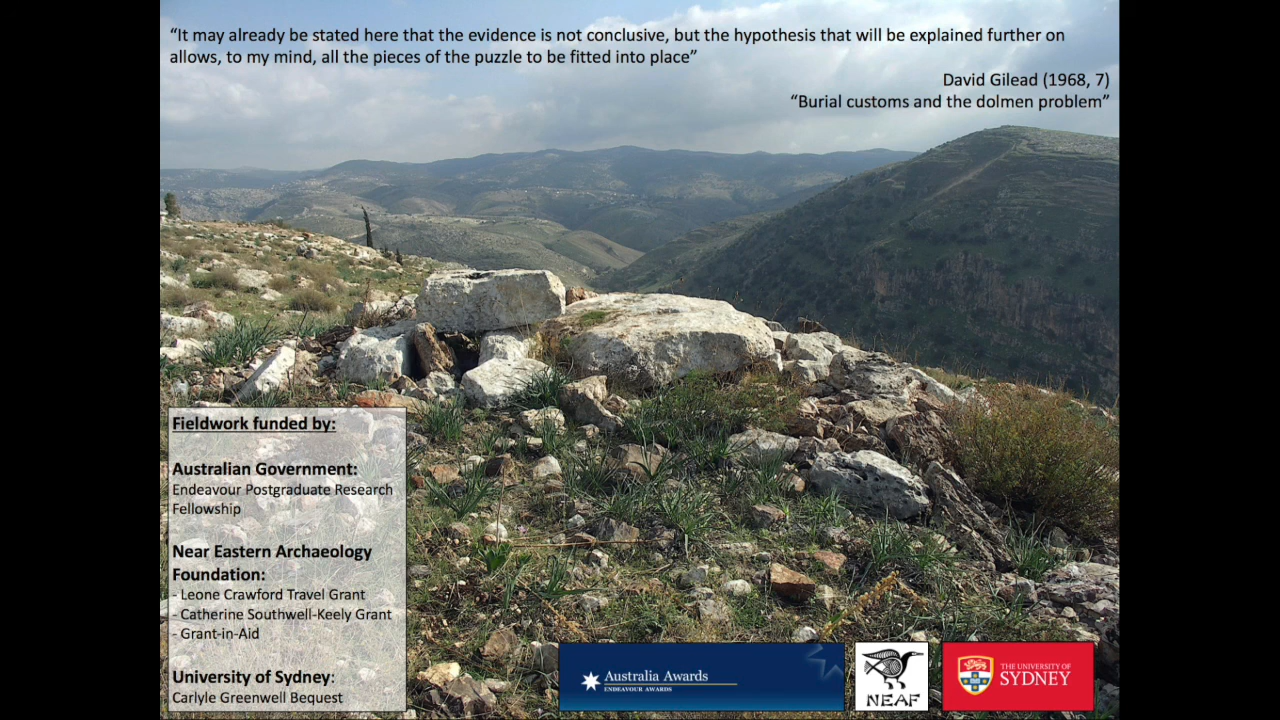 “It may already be stated here that the evidence is not conclusive, but the hypothesis that will be explained further on
allows, to my mind, all the pieces of the puzzle to be fitted into place”
David Gilead (1968, 7)
“Burial customs and the dolmen problem”
Fieldwork funded by:
Australian Government:
Endeavour Postgraduate Research
Fellowship
Near Eastern Archaeology
Foundation:
- Leone Crawford Travel Grant
- Catherine Southwell-Keely Grant
- Grant-in-Aid
University of Sydney:
Carlyle Greenwell Bequest
Australia Awards
ENDEAVOUR AWARDS
NEAF
THE UNIVERSITY OF
SYDNEY